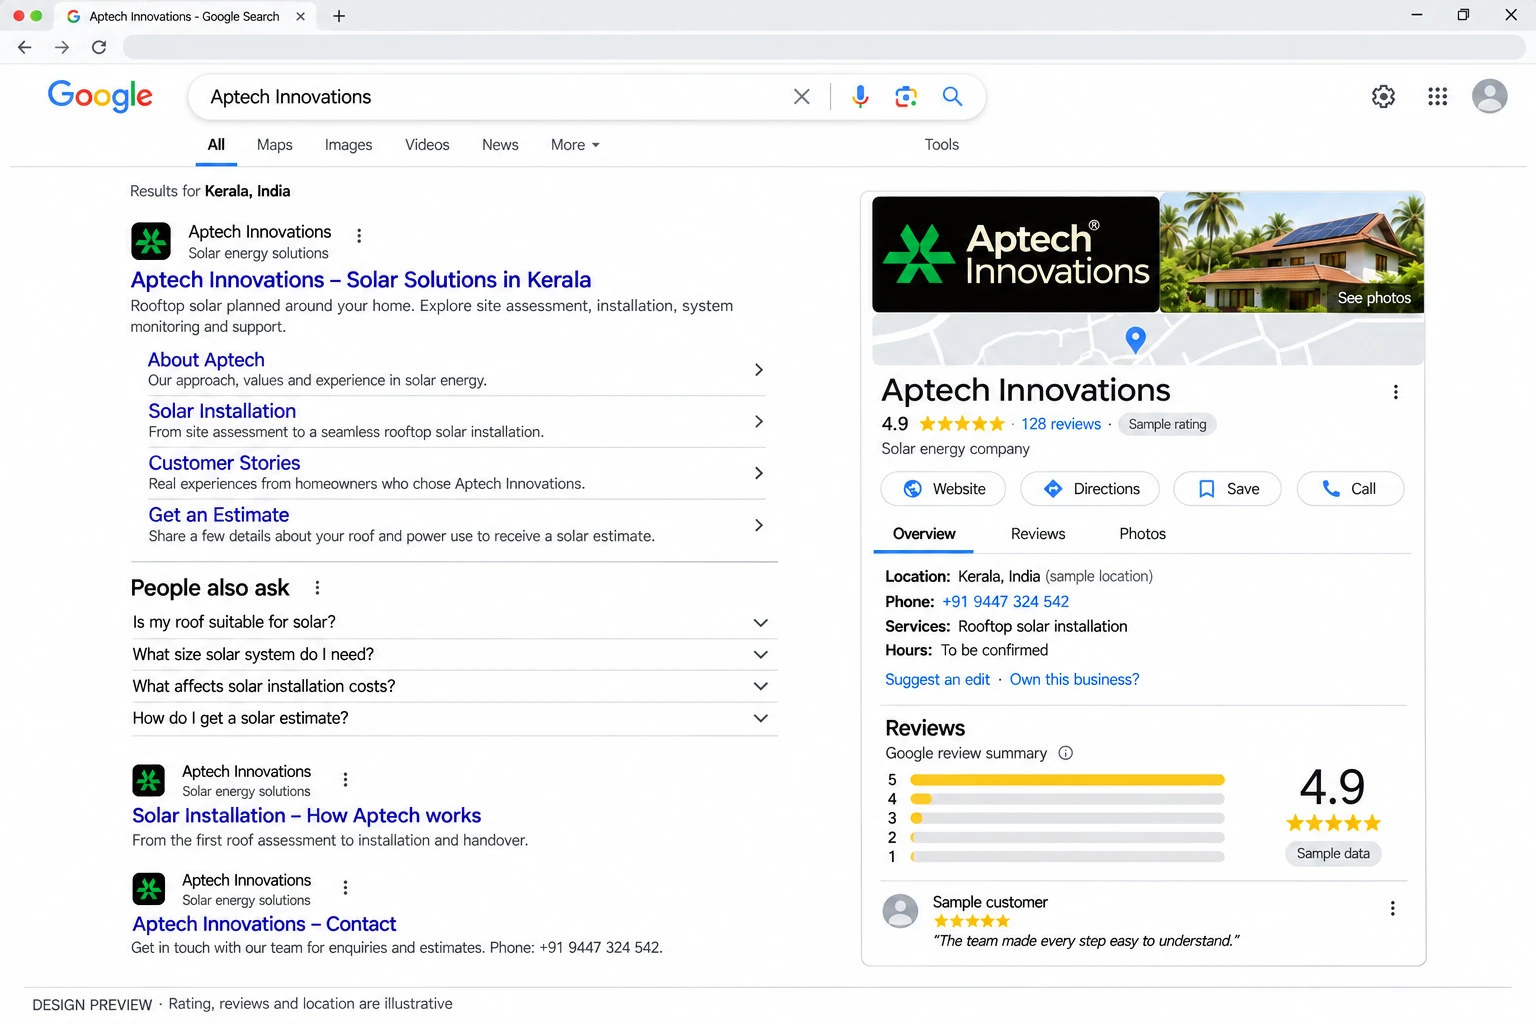 Aptech Innovations - Google Search
Google
Aptech Innovations
All Maps Images Videos News More Tools
Results for Kerala, India
Aptech Innovations
Solar energy solutions
Aptech Innovations – Solar Solutions in Kerala
Rooftop solar planned around your home. Explore site assessment, installation, system
monitoring and support.
About Aptech
Our approach, values and experience in solar energy.
Solar Installation
From site assessment to a seamless rooftop solar installation.
Customer Stories
Real experiences from homeowners who chose Aptech Innovations.
Get an Estimate
Share a few details about your roof and power use to receive a solar estimate.
People also ask
Is my roof suitable for solar?
What size solar system do I need?
What affects solar installation costs?
How do I get a solar estimate?
Aptech Innovations
Solar energy solutions
Solar Installation – How Aptech works
From the first roof assessment to installation and handover.
Aptech Innovations
Solar energy solutions
Aptech Innovations – Contact
Get in touch with our team for enquiries and estimates. Phone: +91 9447 324 542.
Aptech®
Innovations
See photos
Aptech Innovations
4.9 ★★★★★ · 128 reviews · Sample rating
Solar energy company
Website Directions Save Call
Overview Reviews Photos
Location: Kerala, India (sample location)
Phone: +91 9447 324 542
Services: Rooftop solar installation
Hours: To be confirmed
Suggest an edit · Own this business?
Reviews
Google review summary
5
4
3
2
1
4.9
Sample data
Sample customer
"The team made every step easy to understand."
DESIGN PREVIEW · Rating, reviews and location are illustrative